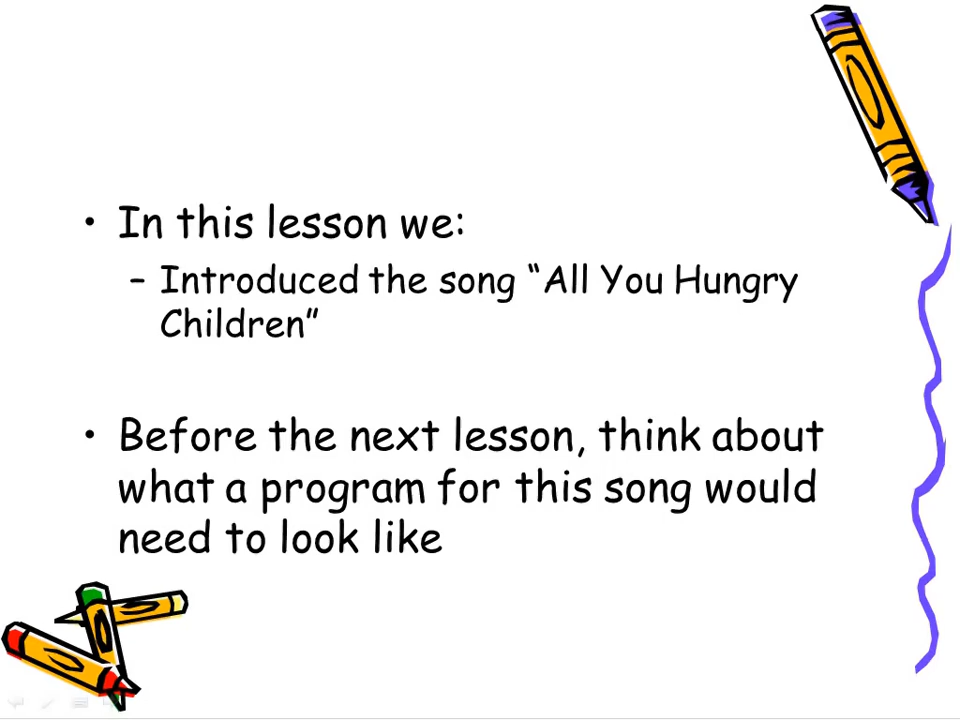 • In this lesson we:
– Introduced the song “All You Hungry
Children”
• Before the next lesson, think about
what a program for this song would
need to look like